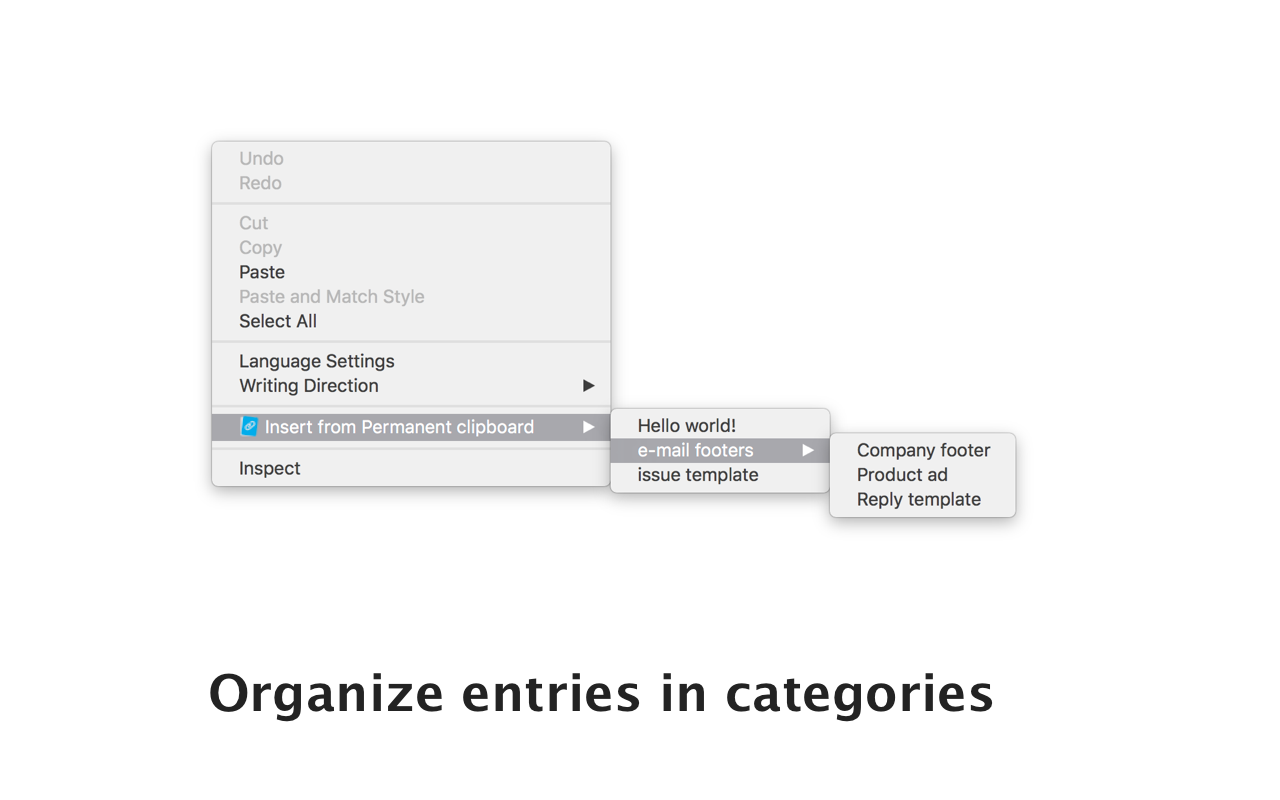 Undo
Redo
Cut
Copy
Paste
Paste and Match Style
Select All
Language Settings
Writing Direction
Insert from Permanent clipboard
Inspect
Hello world!
e-mail footers
issue template
Company footer
Product ad
Reply template
Organize entries in categories